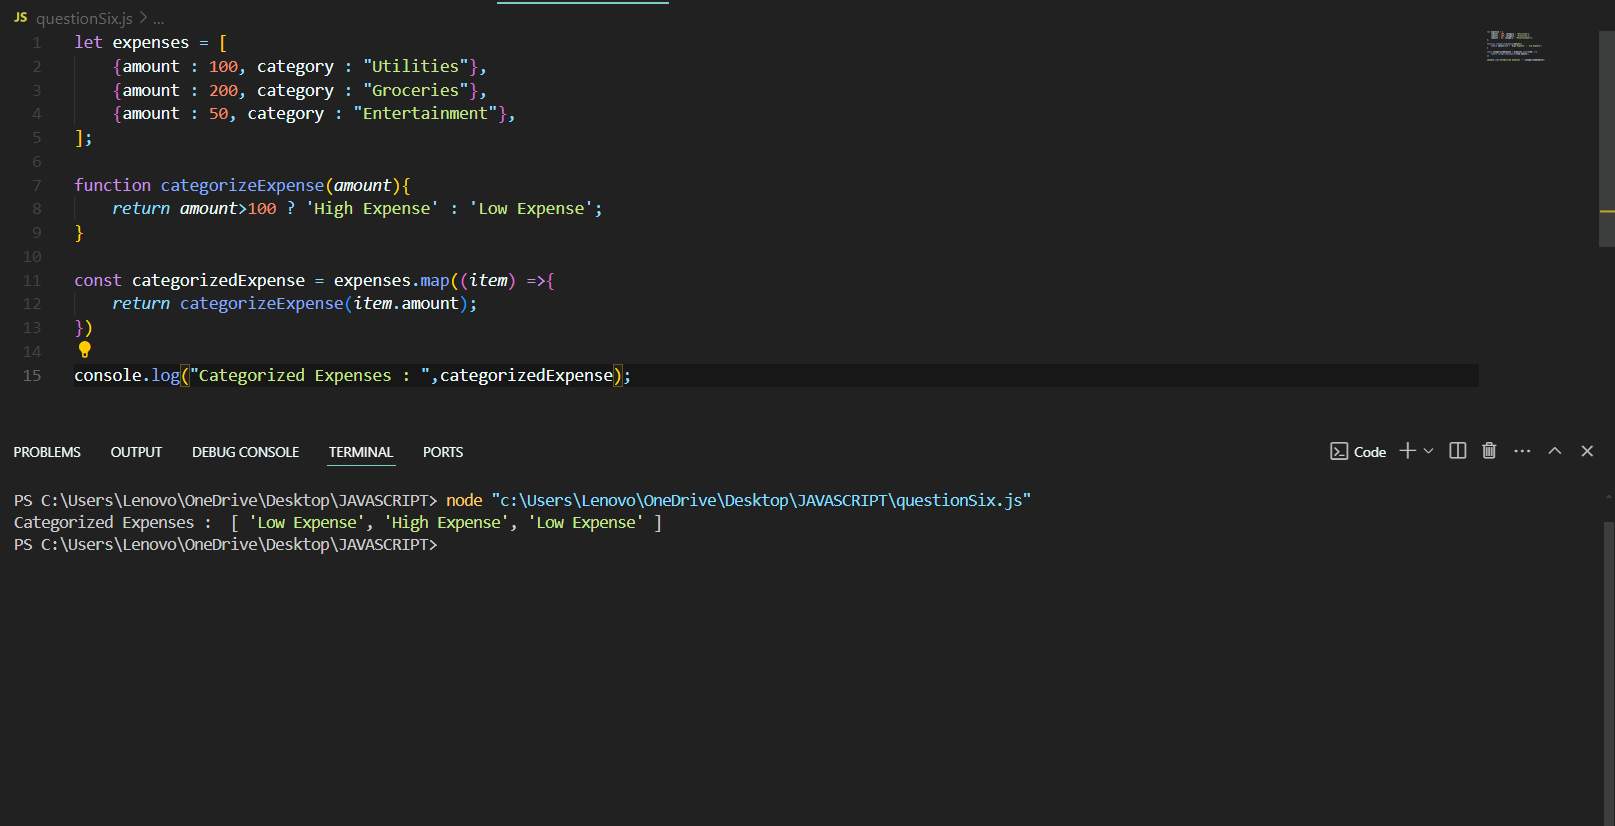 JS questionSix.js > ...
1 let expenses = [
2 {amount : 100, category : "Utilities"},
3 {amount : 200, category : "Groceries"},
4 {amount : 50, category : "Entertainment"},
5 ];
6
7 function categorizeExpense(amount){
8 return amount>100 ? 'High Expense' : 'Low Expense';
9 }
10
11 const categorizedExpense = expenses.map((item) =>{
12 return categorizeExpense(item.amount);
13 })
14
15 console.log("Categorized Expenses : ",categorizedExpense);
PROBLEMS OUTPUT DEBUG CONSOLE TERMINAL PORTS Code
PS C:\Users\Lenovo\OneDrive\Desktop\JAVASCRIPT> node "c:\Users\Lenovo\OneDrive\Desktop\JAVASCRIPT\questionSix.js"
Categorized Expenses :  [ 'Low Expense', 'High Expense', 'Low Expense' ]
PS C:\Users\Lenovo\OneDrive\Desktop\JAVASCRIPT>